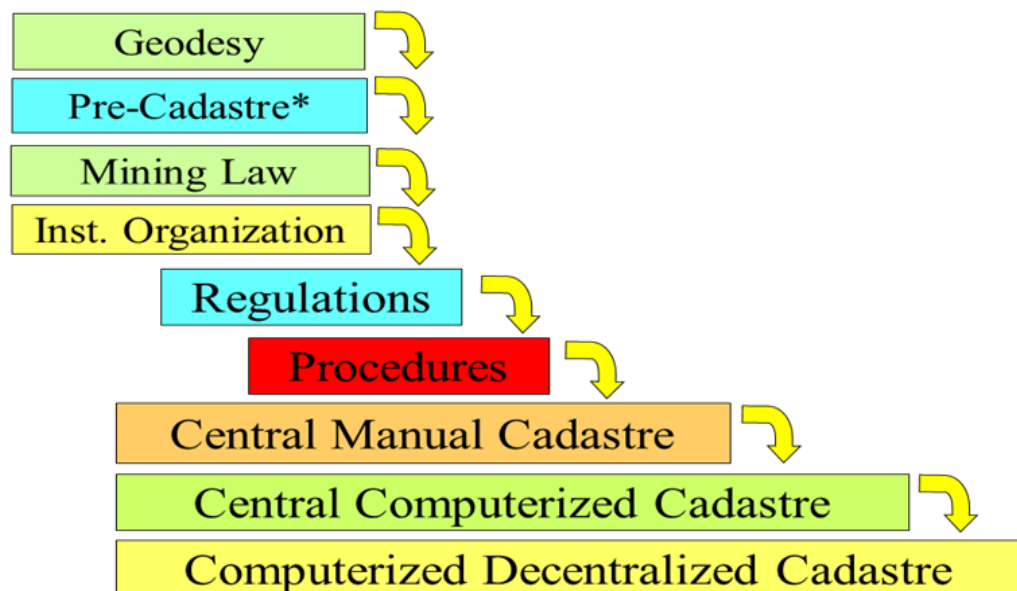 Geodesy
Pre-Cadastre*
Mining Law
Inst. Organization
Regulations
Procedures
Central Manual Cadastre
Central Computerized Cadastre
Computerized Decentralized Cadastre